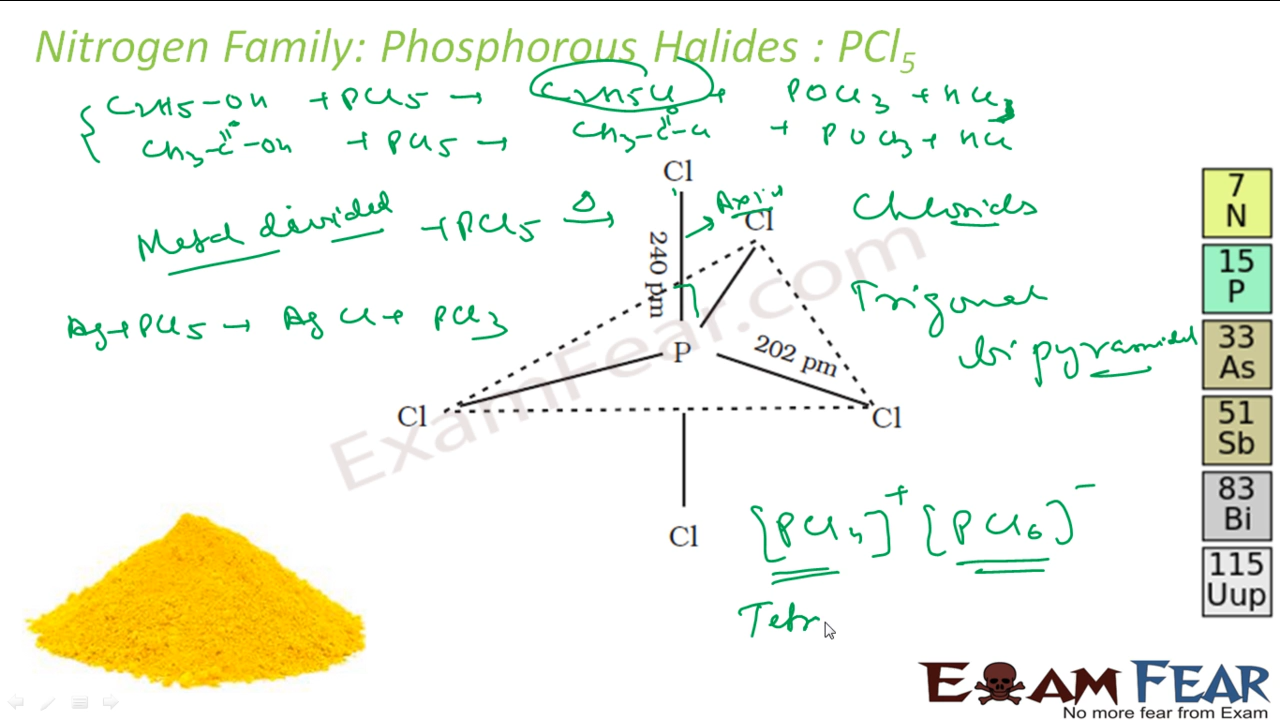 Nitrogen Family: Phosphorous Halides : PCl5
C2H5-OH + PCl5 → C2H5Cl + POCl3 + HCl
CH3-C-OH + PCl5 → CH3-C-Cl + POCl3 + HCl
O O
Cl
Axial
Cl
Metal divided + PCl5 Δ→ Chlorids
240 pm
Trigonal
bipyramidal
Ag + PCl5 → AgCl + PCl3
P
202 pm
Cl
Cl
Cl
[PCl4]+ [PCl6]-
Tetr
7
N
15
P
33
As
51
Sb
83
Bi
115
Uup
ExamFear.com
EXAM FEAR
No more fear from Exam